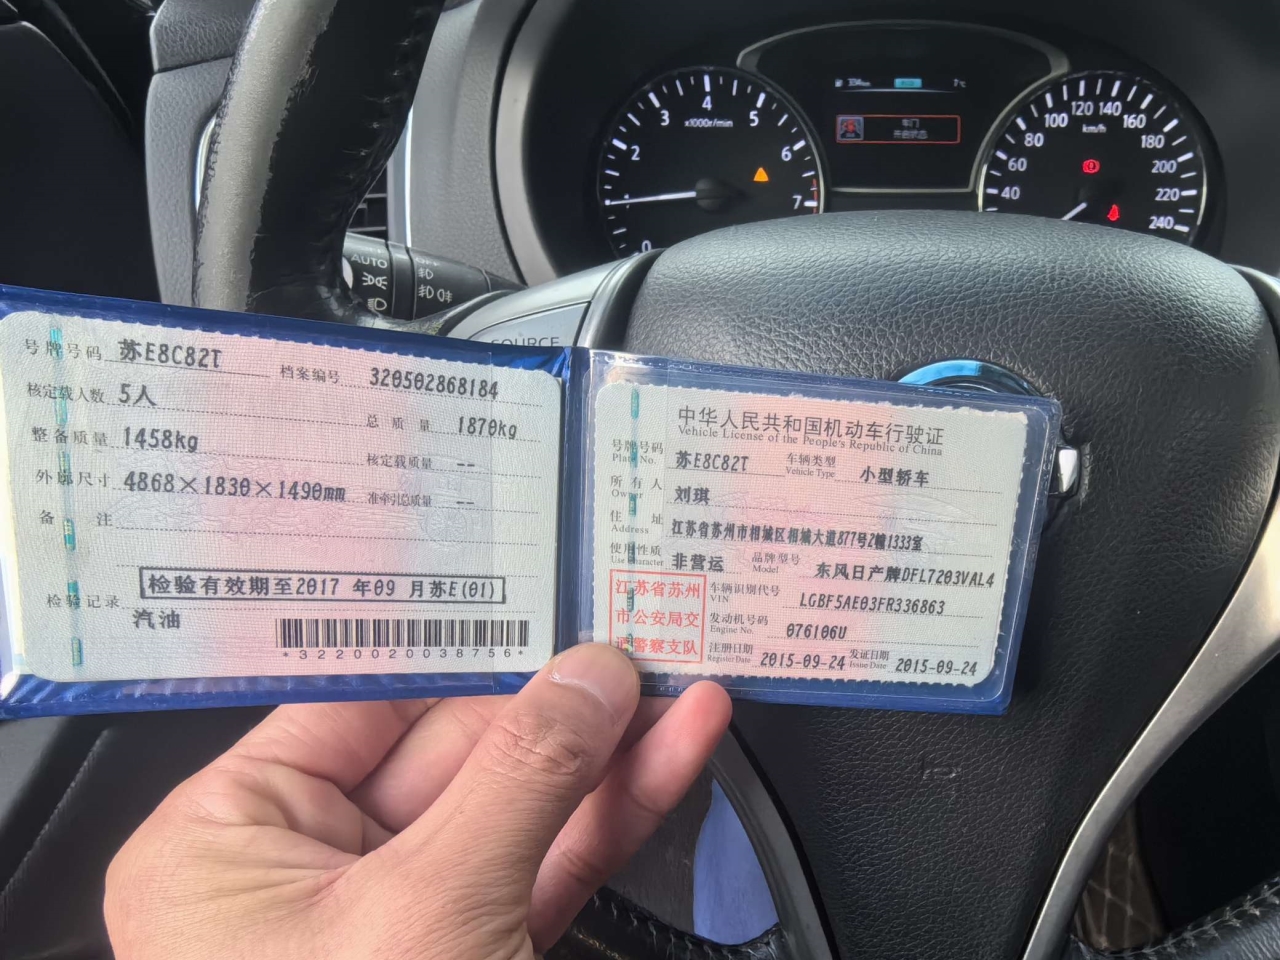 4
3
5
x1000r/min
2
6
7
0
车门
开启状态
120
140
100
160
km/h
80
180
60
200
40
220
240
AUTO
OFF
SOURCE
号牌号码 苏E8C82T 档案编号 320502868184
核定载人数 5人 总质量 1870kg
整备质量 1458kg 核定载质量 --
外廓尺寸 4868×1830×1490mm 准牵引总质量 --
备注
检验有效期至2017 年09 月苏E(01)
检验记录
汽油
*3220020038756*
中华人民共和国机动车行驶证
Vehicle License of the People's Republic of China
号牌号码 苏E8C82T 车辆类型 小型轿车
Plate No. Vehicle Type
所有人 刘琪
Owner
住址 江苏省苏州市相城区相城大道877号2幢1333室
Address
使用性质 非营运 品牌型号 东风日产牌DFL7203VAL4
Use Character Model
江苏省苏州
市公安局交
通警察支队
车辆识别代号 LGBF5AE03FR336863
VIN
发动机号码 076106U
Engine No.
注册日期 2015-09-24 发证日期 2015-09-24
Register Date Issue Date